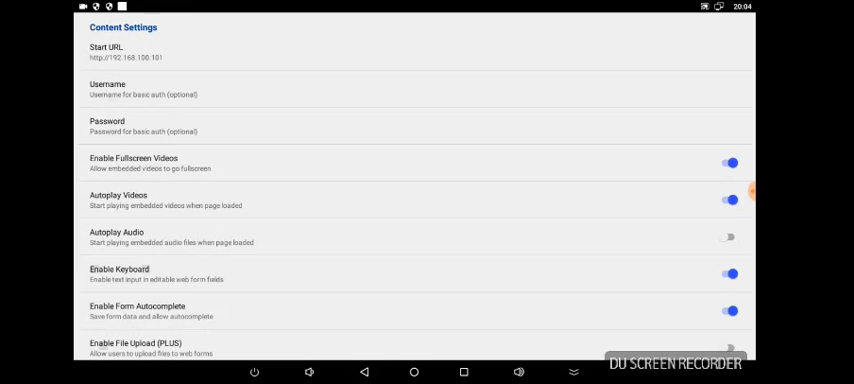 20:04
Content Settings
Start URL
http://192.168.100.101
Username
Username for basic auth (optional)
Password
Password for basic auth (optional)
Enable Fullscreen Videos
Allow embedded videos to go fullscreen
Autoplay Videos
Start playing embedded videos when page loaded
Autoplay Audio
Start playing embedded audio files when page loaded
Enable Keyboard
Enable text input in editable web form fields
Enable Form Autocomplete
Save form data and allow autocomplete
Enable File Upload (PLUS)
Allow users to upload files to web forms
DU SCREEN RECORDER